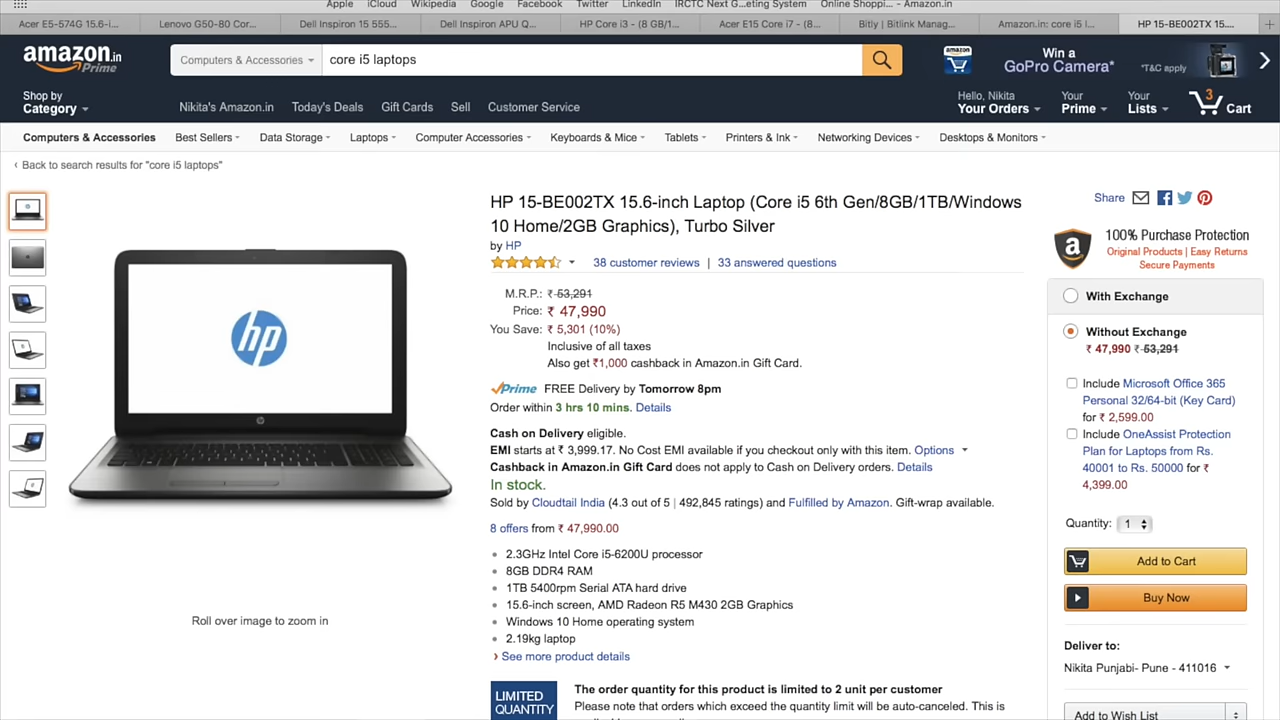 Apple iCloud Wikipedia Google Facebook Twitter LinkedIn IRCTC Next G...eting System Online Shoppi... – Amazon.in
Acer E5-574G 15.6-i... Lenovo G50-80 Cor... Dell Inspiron 15 555... Dell Inspiron APU Q... HP Core i3 - (8 GB/1... Acer E15 Core i7 - (8... Bitly | Bitlink Manag... Amazon.in: core i5 l... HP 15-BE002TX 15....
amazon.in
Prime
Computers & Accessories
core i5 laptops
amazon
Win a
GoPro Camera*
*T&C apply
Shop by
Category
Nikita's Amazon.in Today's Deals Gift Cards Sell Customer Service
Hello, Nikita
Your Orders
Your
Prime
Your
Lists
3
Cart
Computers & Accessories Best Sellers Data Storage Laptops Computer Accessories Keyboards & Mice Tablets Printers & Ink Networking Devices Desktops & Monitors
‹ Back to search results for "core i5 laptops"
hp
Roll over image to zoom in
HP 15-BE002TX 15.6-inch Laptop (Core i5 6th Gen/8GB/1TB/Windows
10 Home/2GB Graphics), Turbo Silver
by HP
38 customer reviews | 33 answered questions
M.R.P.: ₹ 53,291
Price: ₹ 47,990
You Save: ₹ 5,301 (10%)
Inclusive of all taxes
Also get ₹1,000 cashback in Amazon.in Gift Card.
Prime FREE Delivery by Tomorrow 8pm
Order within 3 hrs 10 mins. Details
Cash on Delivery eligible.
EMI starts at ₹ 3,999.17. No Cost EMI available if you checkout only with this item. Options
Cashback in Amazon.in Gift Card does not apply to Cash on Delivery orders. Details
In stock.
Sold by Cloudtail India (4.3 out of 5 | 492,845 ratings) and Fulfilled by Amazon. Gift-wrap available.
8 offers from ₹ 47,990.00
• 2.3GHz Intel Core i5-6200U processor
• 8GB DDR4 RAM
• 1TB 5400rpm Serial ATA hard drive
• 15.6-inch screen, AMD Radeon R5 M430 2GB Graphics
• Windows 10 Home operating system
• 2.19kg laptop
› See more product details
LIMITED
QUANTITY
The order quantity for this product is limited to 2 unit per customer
Please note that orders which exceed the quantity limit will be auto-canceled. This is
Share
100% Purchase Protection
Original Products | Easy Returns
Secure Payments
With Exchange
Without Exchange
₹ 47,990 ₹ 53,291
Include Microsoft Office 365
Personal 32/64-bit (Key Card)
for ₹ 2,599.00
Include OneAssist Protection
Plan for Laptops from Rs.
40001 to Rs. 50000 for ₹
4,399.00
Quantity: 1
Add to Cart
Buy Now
Deliver to:
Nikita Punjabi- Pune - 411016
Add to Wish List